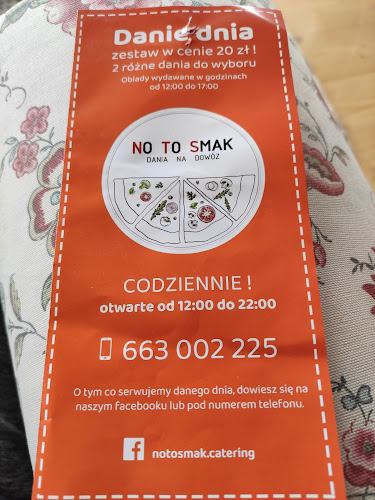 Danie dnia
zestaw w cenie 20 zł !
2 różne dania do wyboru
Obiady wydawane w godzinach
od 12:00 do 17:00
NO TO SMAK
DANIA NA DOWÓZ
CODZIENNIE !
otwarte od 12:00 do 22:00
663 002 225
O tym co serwujemy danego dnia, dowiesz się na
naszym facebooku lub pod numerem telefonu.
notosmak.catering